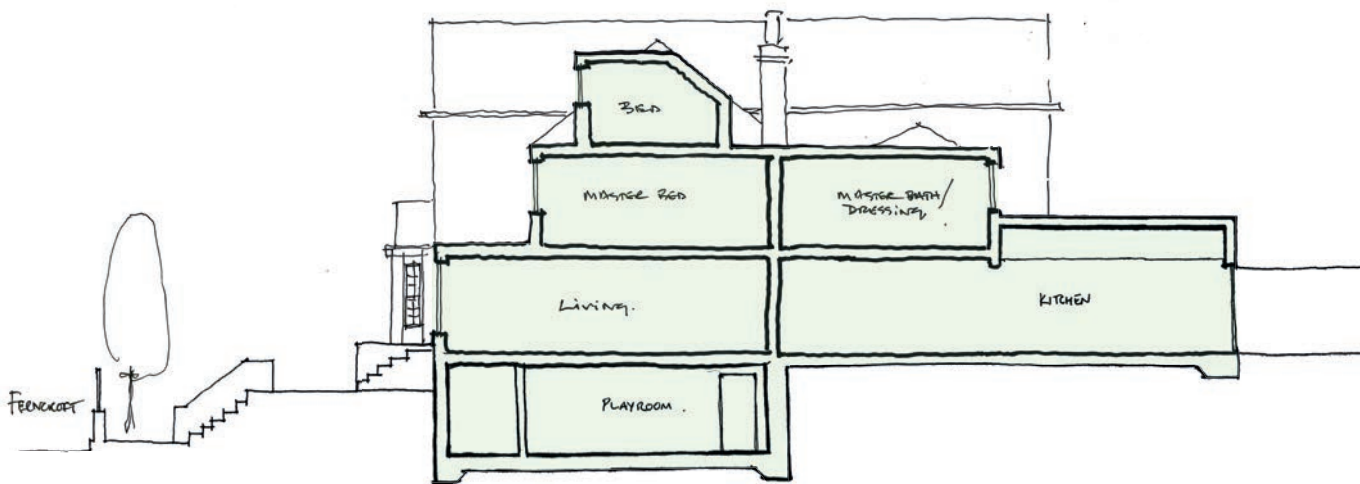 BED
MASTER BED
MASTER BATH/
DRESSING
LIVING.
KITCHEN
PLAYROOM.
FERNCROFT